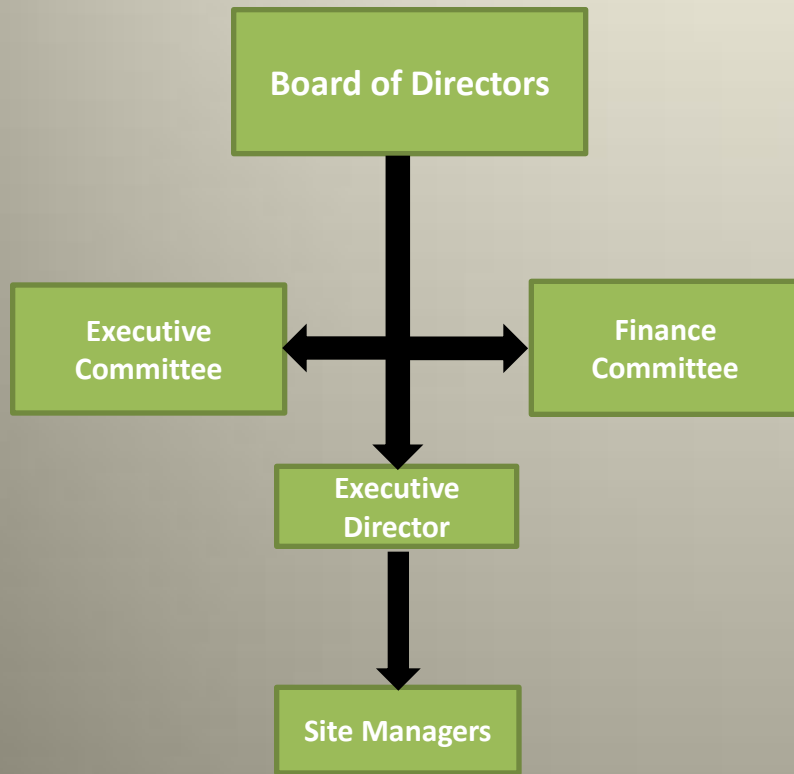 Board of Directors
Executive
Committee
Finance
Committee
Executive
Director
Site Managers